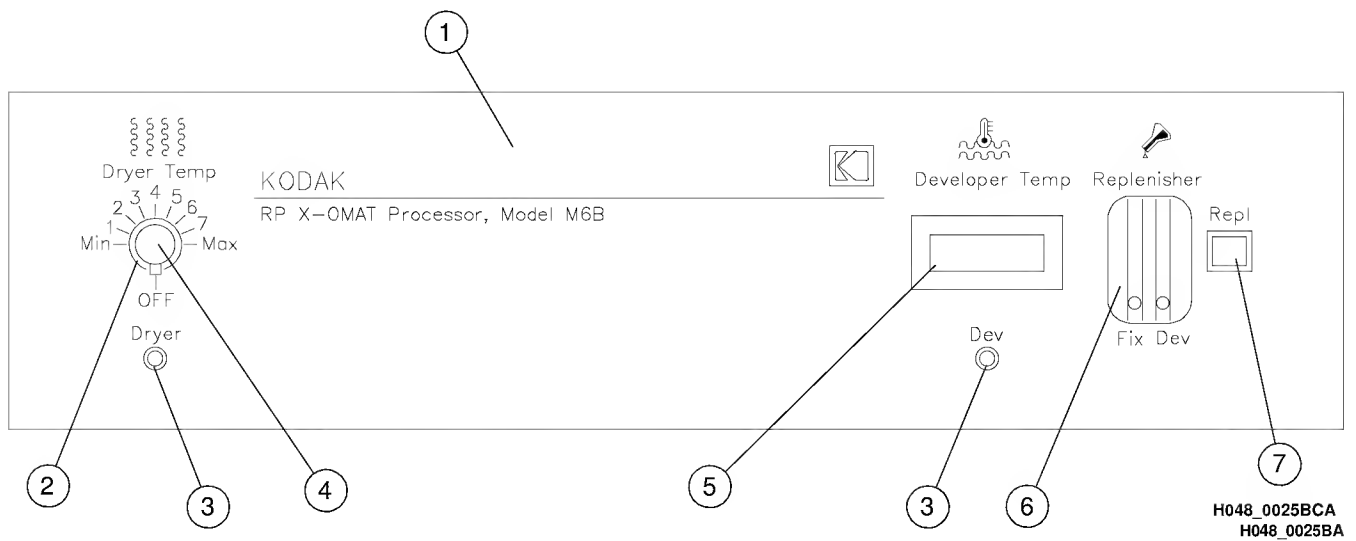 1
Dryer Temp
Min 1 2 3 4 5 6 7 Max
OFF
Dryer
KODAK
RP X-OMAT Processor, Model M6B
K
Developer Temp
Dev
Replenisher
Fix Dev
Repl
2
3
4
5
3
6
7
H048_0025BCA
H048_0025BA